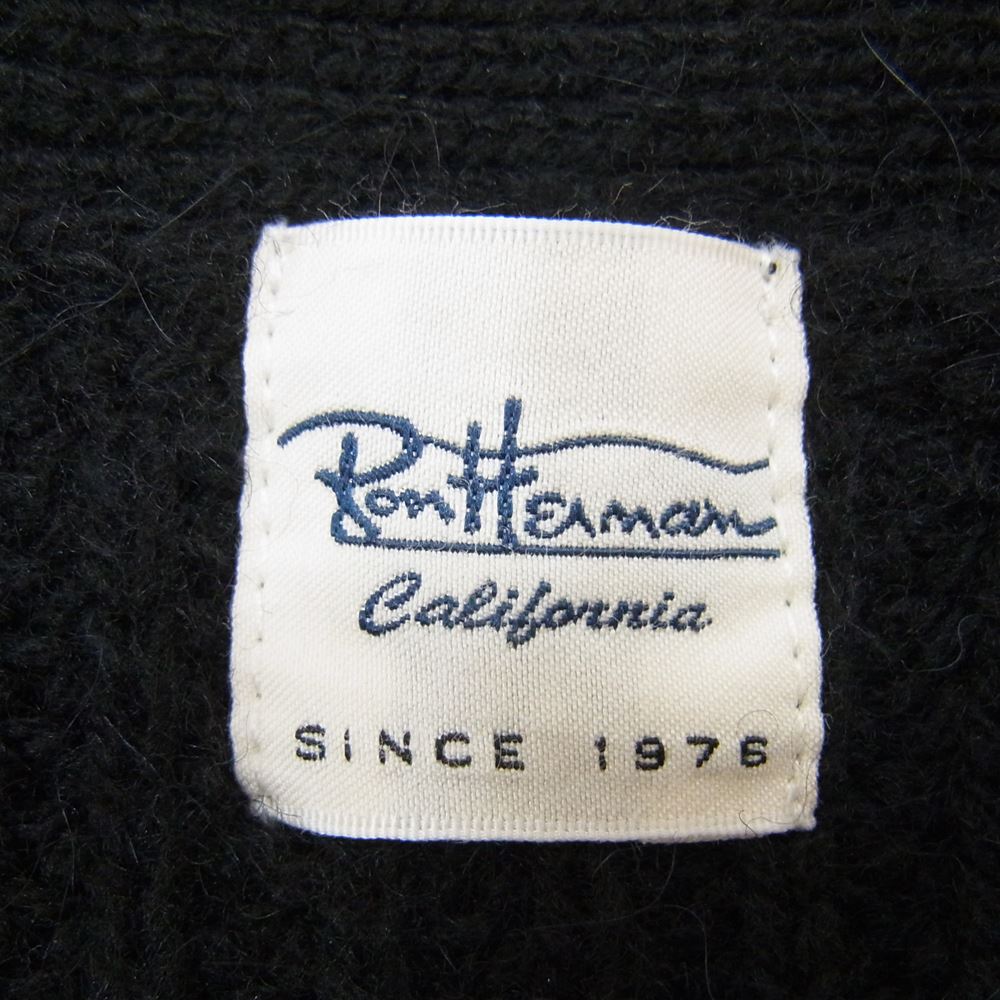 Ron Herman
California
SINCE 1976